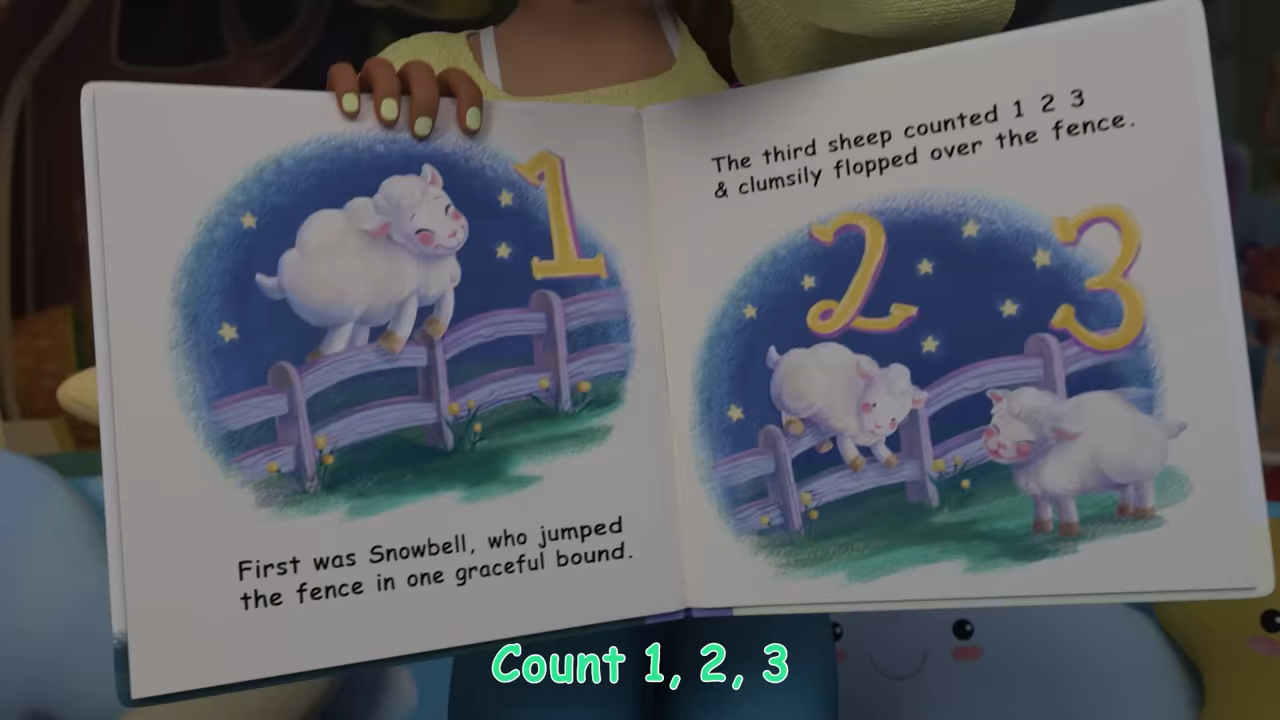 1
First was Snowbell, who jumped
the fence in one graceful bound.
The third sheep counted 1 2 3
& clumsily flopped over the fence.
2 3
Count 1, 2, 3